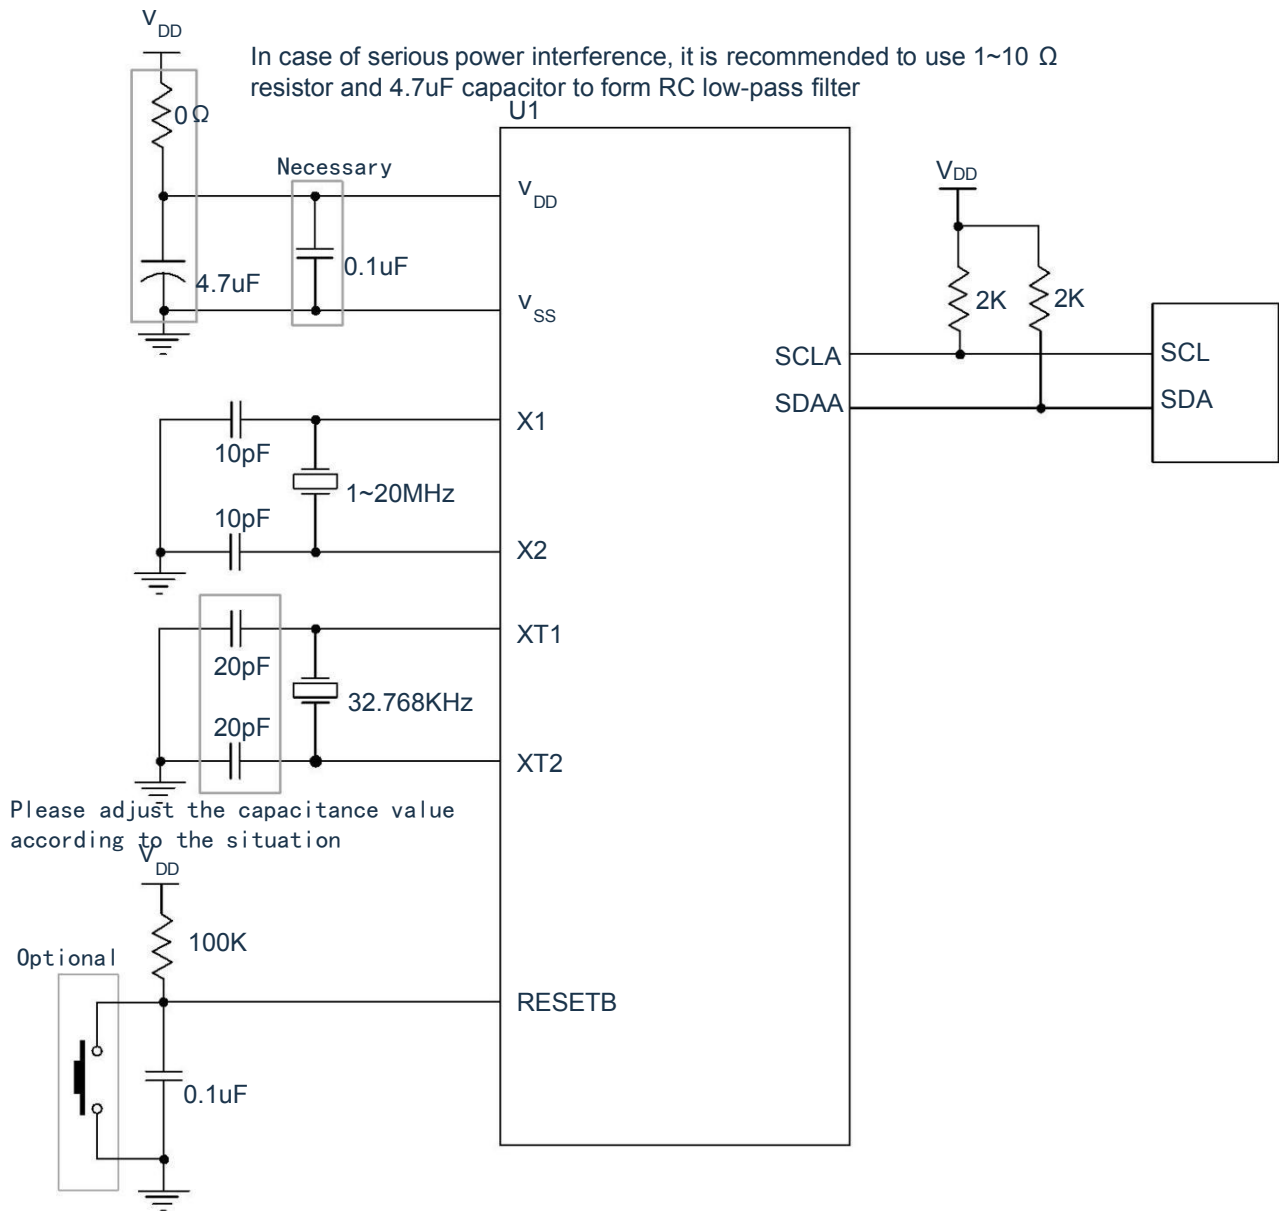 VDD
In case of serious power interference, it is recommended to use 1~10 Ω
resistor and 4.7uF capacitor to form RC low-pass filter
U1
0Ω
Necessary
VDD
4.7uF
0.1uF
VSS
VDD
2K
2K
SCLA
SCL
SDAA
SDA
X1
10pF
1~20MHz
10pF
X2
XT1
20pF
32.768KHz
20pF
XT2
Please adjust the capacitance value
according to the situation
VDD
100K
Optional
RESETB
0.1uF